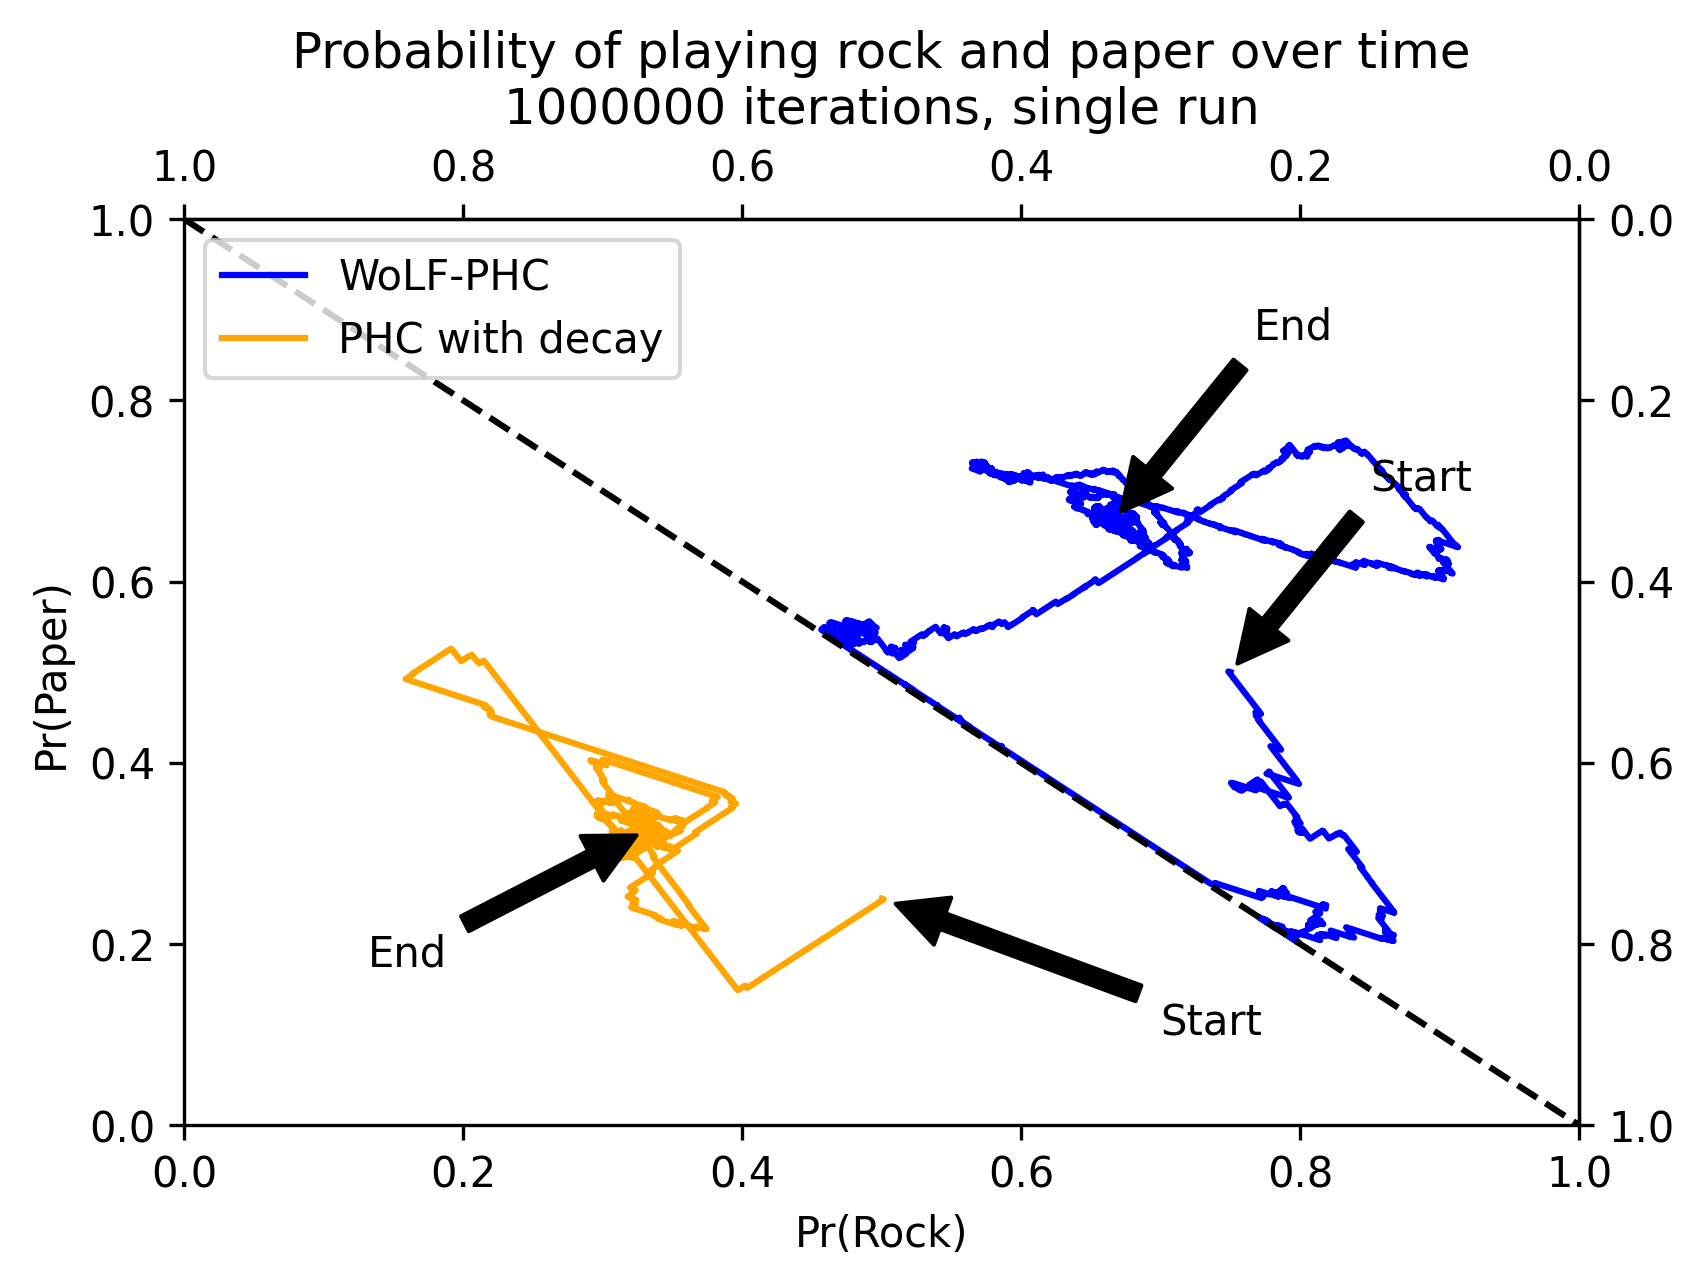 Probability of playing rock and paper over time
1000000 iterations, single run
1.0 0.8 0.6 0.4 0.2 0.0
1.0 0.0
WoLF-PHC
PHC with decay
End
0.8 0.2
Start
0.6 0.4
Pr(Paper)
0.4 0.6
0.2 0.8
End
Start
0.0 1.0
0.0 0.2 0.4 0.6 0.8 1.0
Pr(Rock)